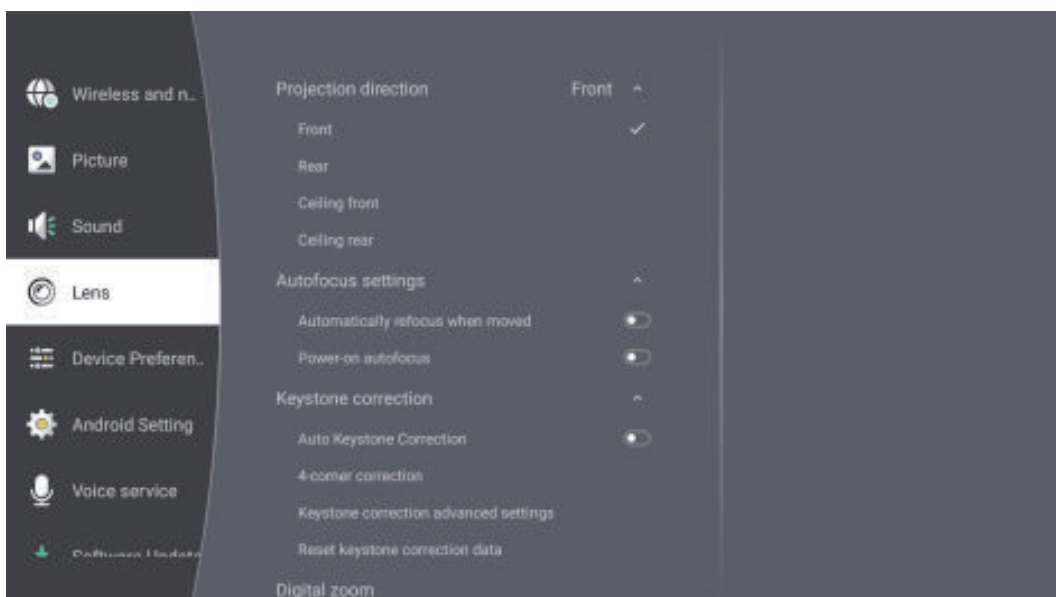 Wireless and n..
Picture
Sound
Lens
Device Preferen..
Android Setting
Voice service
Software Update
Projection direction Front
Front
Rear
Ceiling front
Ceiling rear
Autofocus settings
Automatically refocus when moved
Power-on autofocus
Keystone correction
Auto Keystone Correction
4-corner correction
Keystone correction advanced settings
Reset keystone correction data
Digital zoom